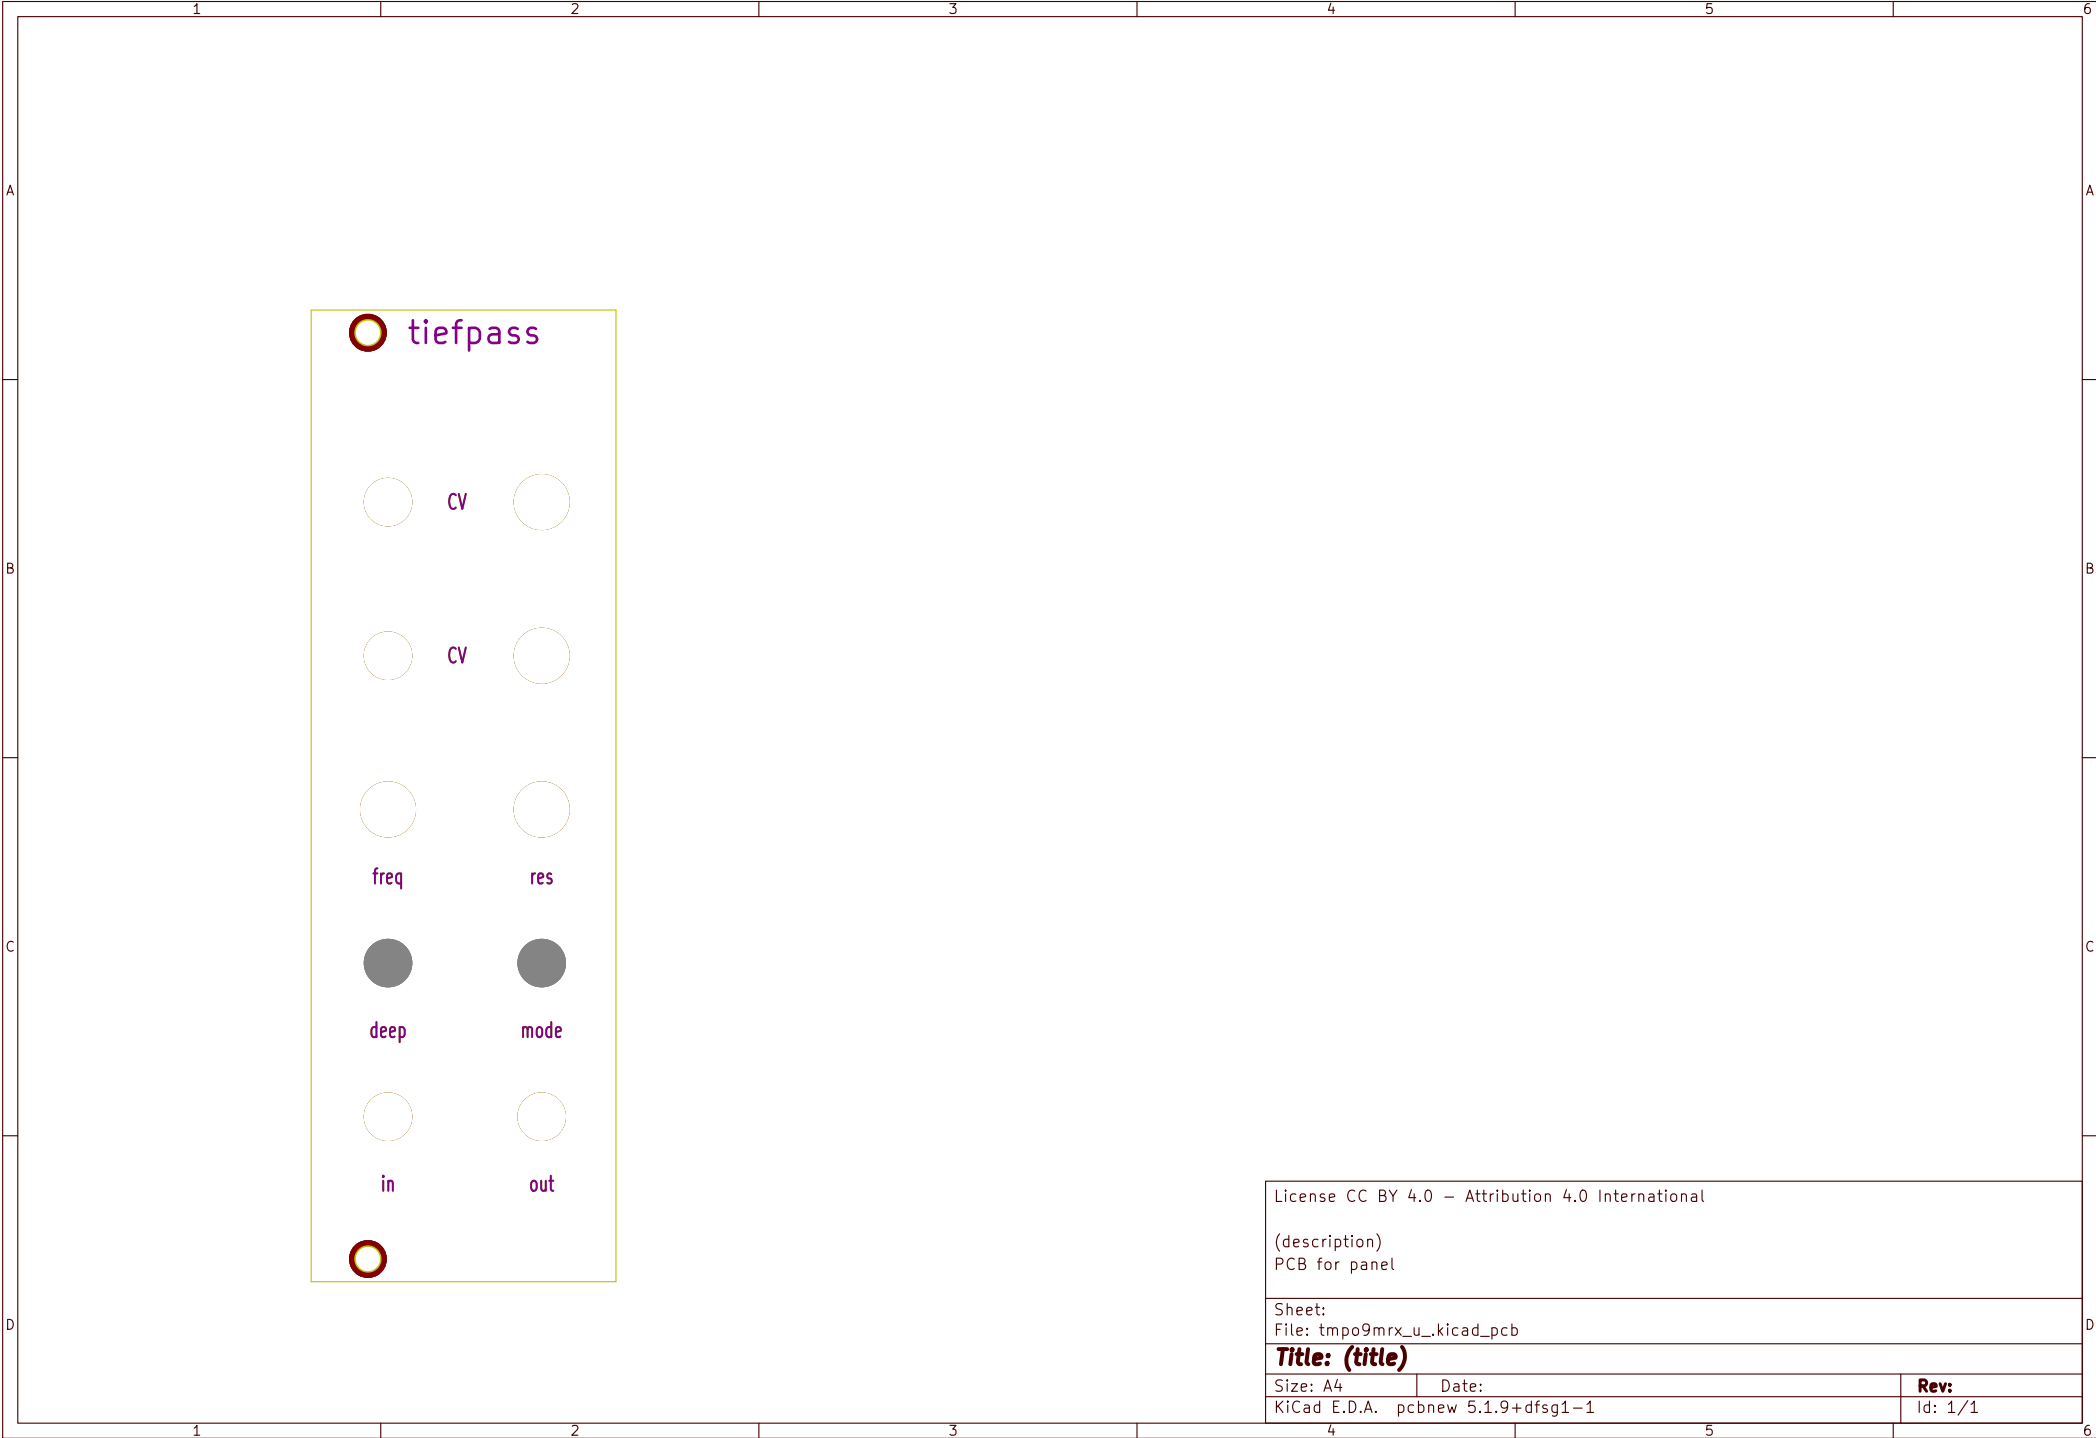 1 2 3 4 5 6
A A
tiefpass
CV
B B
CV
freq res
C C
deep mode
in out
License CC BY 4.0 – Attribution 4.0 International
(description)
PCB for panel
Sheet:
D File: tmpo9mrx_u_.kicad_pcb D
Title: (title)
Size: A4 Date: Rev:
KiCad E.D.A. pcbnew 5.1.9+dfsg1-1 Id: 1/1
1 2 3 4 5 6